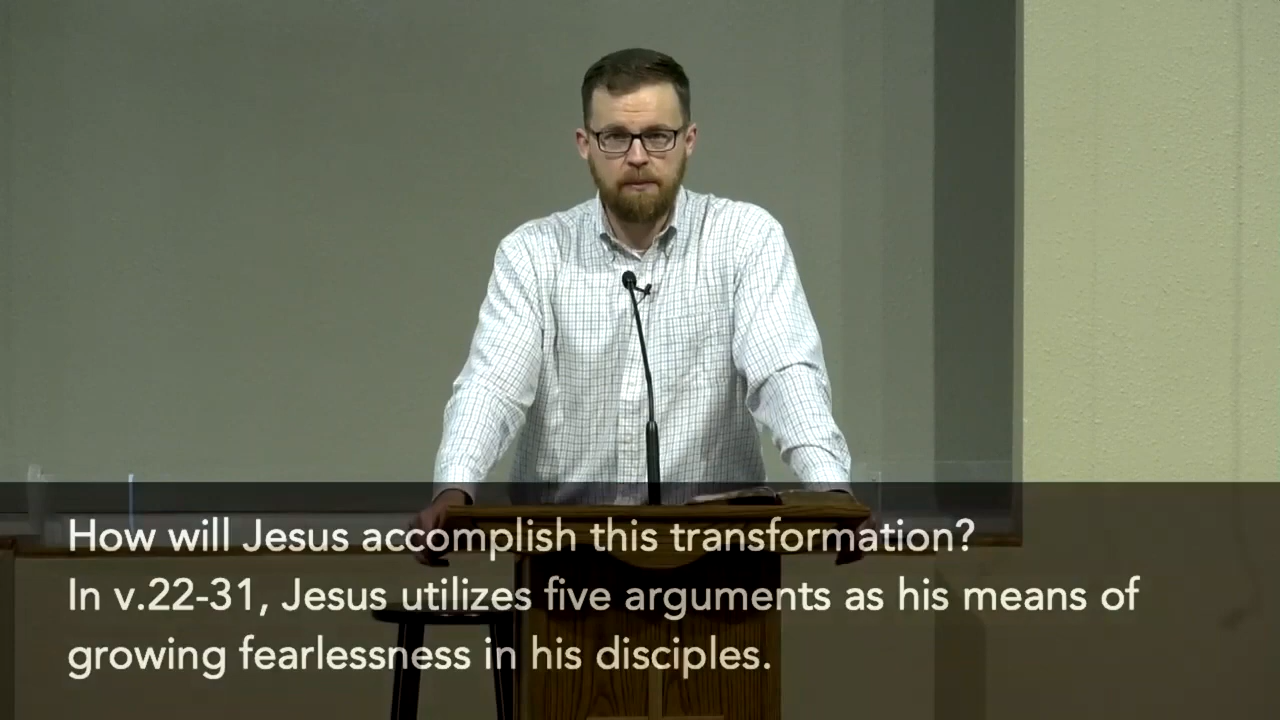 How will Jesus accomplish this transformation?
In v.22-31, Jesus utilizes five arguments as his means of
growing fearlessness in his disciples.